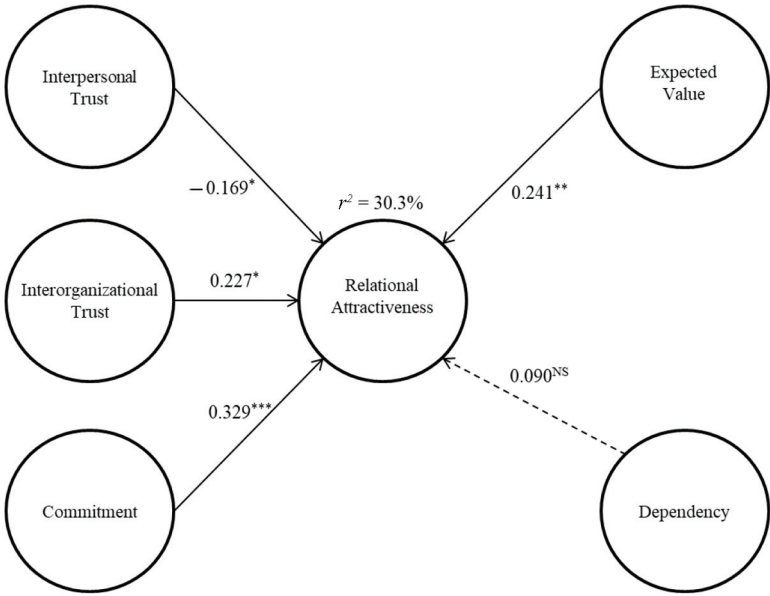 Interpersonal
Trust
Expected
Value
−0.169*
0.241**
r² = 30.3%
Interorganizational
Trust
0.227*
Relational
Attractiveness
0.329***
0.090ᴺˢ
Commitment
Dependency